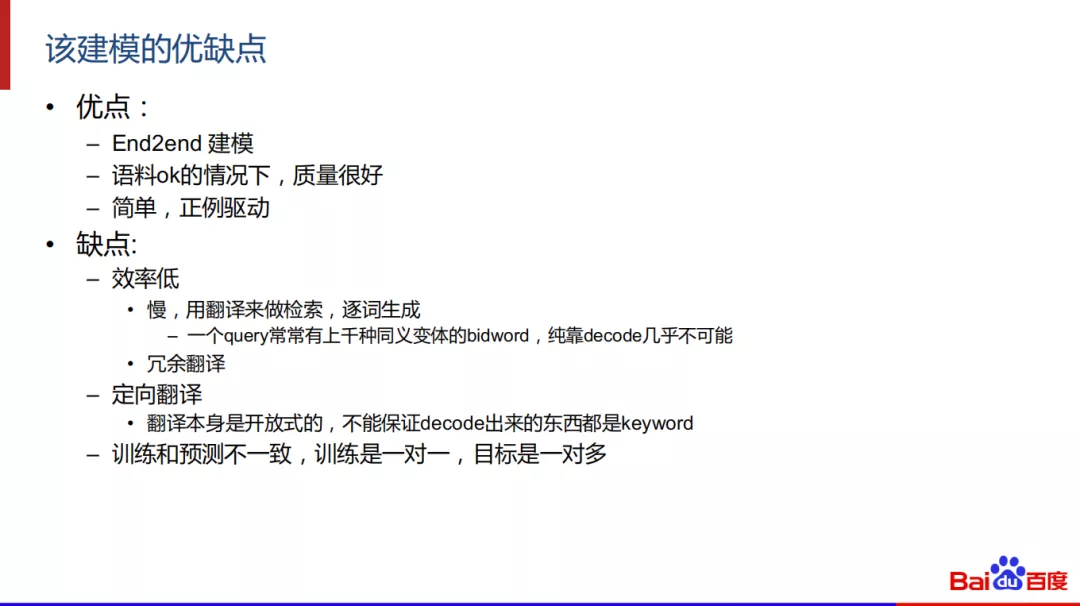 该建模的优缺点
• 优点：
– End2end 建模
– 语料ok的情况下，质量很好
– 简单，正例驱动
• 缺点:
– 效率低
• 慢，用翻译来做检索，逐词生成
– 一个query常常有上千种同义变体的bidword，纯靠decode几乎不可能
• 冗余翻译
– 定向翻译
• 翻译本身是开放式的，不能保证decode出来的东西都是keyword
– 训练和预测不一致，训练是一对一，目标是一对多
Baidu百度